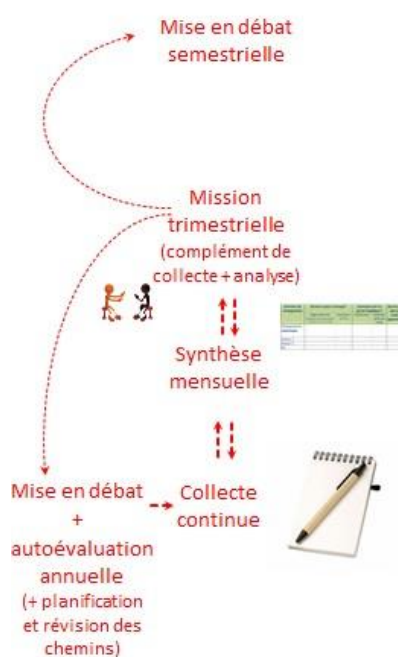 Mise en débat
semestrielle
Mission
trimestrielle
(complément de
collecte + analyse)
Synthèse
mensuelle
Mise en débat
+
autoévaluation
annuelle
(+ planification
et révision des
chemins)
Collecte
continue